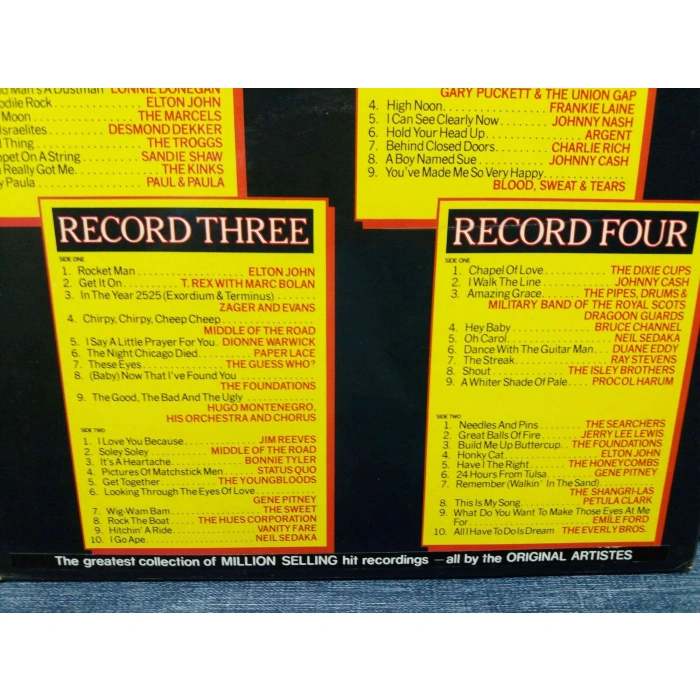 d Man's A Dustman LONNIE DONEGAN
odile Rock ELTON JOHN
Moon THE MARCELS
Israelites DESMOND DEKKER
Thing THE TROGGS
pet On A String SANDIE SHAW
Really Got Me THE KINKS
y Paula PAUL & PAULA
GARY PUCKETT & THE UNION GAP
4. High Noon FRANKIE LAINE
5. I Can See Clearly Now JOHNNY NASH
6. Hold Your Head Up ARGENT
7. Behind Closed Doors CHARLIE RICH
8. A Boy Named Sue JOHNNY CASH
9. You've Made Me So Very Happy
BLOOD, SWEAT & TEARS
RECORD THREE
SIDE ONE
1. Rocket Man ELTON JOHN
2. Get It On T. REX WITH MARC BOLAN
3. In The Year 2525 (Exordium & Terminus)
ZAGER AND EVANS
4. Chirpy, Chirpy, Cheep Cheep
MIDDLE OF THE ROAD
5. I Say A Little Prayer For You. DIONNE WARWICK
6. The Night Chicago Died PAPER LACE
7. These Eyes THE GUESS WHO?
8. (Baby) Now That I've Found You
THE FOUNDATIONS
9. The Good, The Bad And The Ugly
HUGO MONTENEGRO,
HIS ORCHESTRA AND CHORUS
SIDE TWO
1. I Love You Because JIM REEVES
2. Soley Soley MIDDLE OF THE ROAD
3. It's A Heartache BONNIE TYLER
4. Pictures Of Matchstick Men STATUS QUO
5. Get Together THE YOUNGBLOODS
6. Looking Through The Eyes Of Love
GENE PITNEY
7. Wig-Wam Bam THE SWEET
8. Rock The Boat THE HUES CORPORATION
9. Hitchin' A Ride VANITY FARE
10. I Go Ape NEIL SEDAKA
RECORD FOUR
SIDE ONE
1. Chapel Of Love THE DIXIE CUPS
2. I Walk The Line JOHNNY CASH
3. Amazing Grace THE PIPES, DRUMS &
MILITARY BAND OF THE ROYAL SCOTS
DRAGOON GUARDS
4. Hey Baby BRUCE CHANNEL
5. Oh Carol NEIL SEDAKA
6. Dance With The Guitar Man DUANE EDDY
7. The Streak RAY STEVENS
8. Shout THE ISLEY BROTHERS
9. A Whiter Shade Of Pale PROCOL HARUM
SIDE TWO
1. Needles And Pins THE SEARCHERS
2. Great Balls Of Fire JERRY LEE LEWIS
3. Build Me Up Buttercup THE FOUNDATIONS
4. Honky Cat ELTON JOHN
5. Have I The Right THE HONEYCOMBS
6. 24 Hours From Tulsa GENE PITNEY
7. Remember (Walkin' In The Sand)
THE SHANGRI-LAS
8. This Is My Song PETULA CLARK
9. What Do You Want To Make Those Eyes At Me
For EMILE FORD
10. All I Have To Do Is Dream THE EVERLY BROS.
The greatest collection of MILLION SELLING hit recordings – all by the ORIGINAL ARTISTES